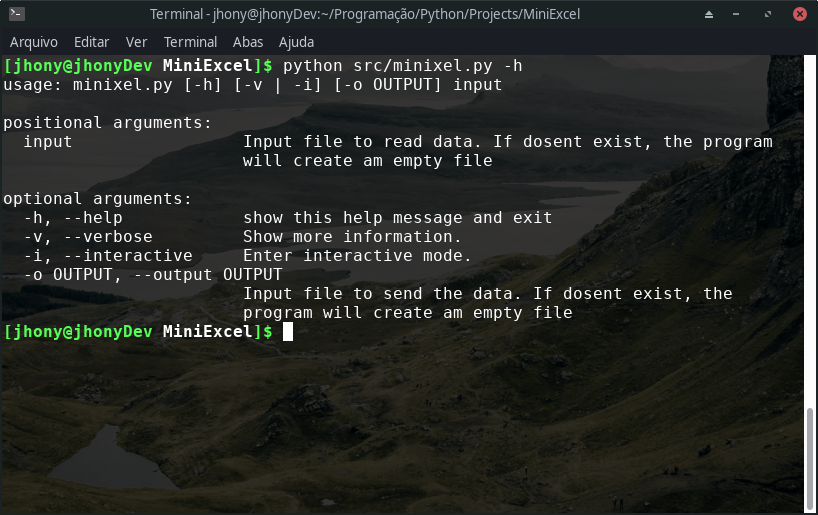 Terminal - jhony@jhonyDev:~/Programação/Python/Projects/MiniExcel
Arquivo Editar Ver Terminal Abas Ajuda
[jhony@jhonyDev MiniExcel]$ python src/minixel.py -h
usage: minixel.py [-h] [-v | -i] [-o OUTPUT] input

positional arguments:
  input                 Input file to read data. If dosent exist, the program
                        will create am empty file

optional arguments:
  -h, --help            show this help message and exit
  -v, --verbose         Show more information.
  -i, --interactive     Enter interactive mode.
  -o OUTPUT, --output OUTPUT
                        Input file to send the data. If dosent exist, the
                        program will create am empty file
[jhony@jhonyDev MiniExcel]$